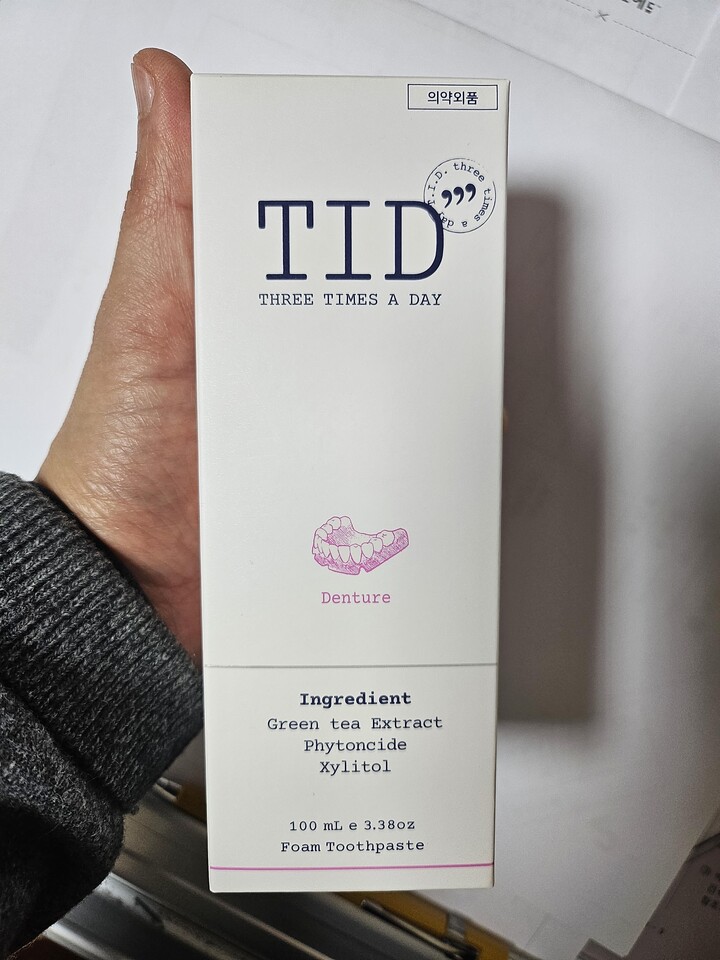 의약외품
T.I.D. three times a day
TID
THREE TIMES A DAY
Denture
Ingredient
Green tea Extract
Phytoncide
Xylitol
100 mL e 3.38oz
Foam Toothpaste